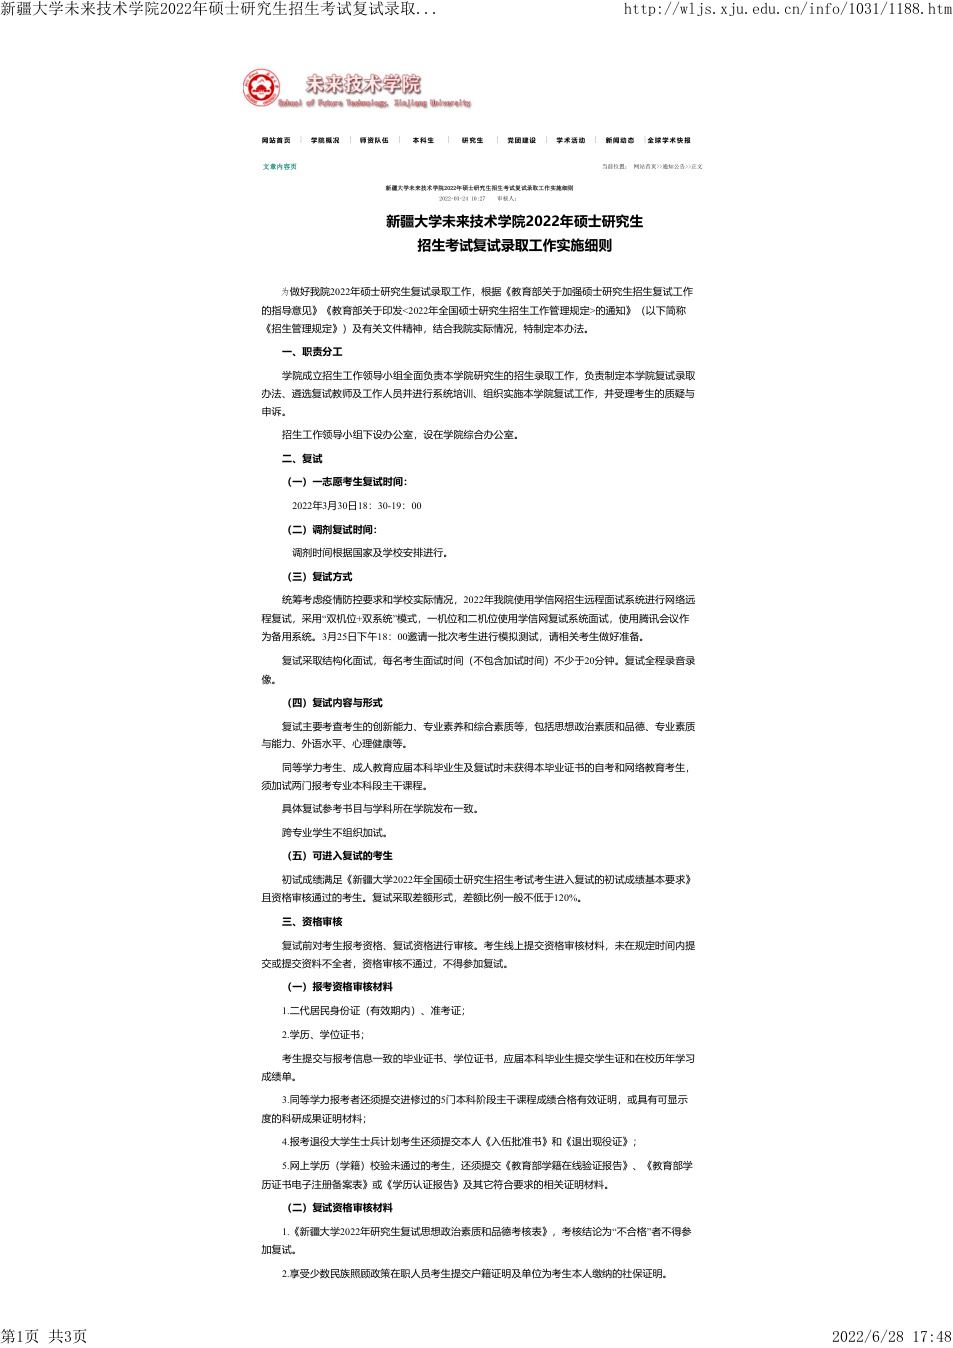 新疆大学未来技术学院2022年硕士研究生招生考试复试录取...
http://wljs.xju.edu.cn/info/1031/1188.htm
未来技术学院
School of Future Technology, Xinjiang University
网站首页 学院概况 师资队伍 本科生 研究生 党团建设 学术活动 新闻动态 全球学术快报
文章内容页
当前位置： 网站首页>>通知公告>>正文
新疆大学未来技术学院2022年硕士研究生招生考试复试录取工作实施细则
2022-03-24 10:27 审核人:
新疆大学未来技术学院2022年硕士研究生
招生考试复试录取工作实施细则
为做好我院2022年硕士研究生复试录取工作，根据《教育部关于加强硕士研究生招生复试工作
的指导意见》《教育部关于印发<2022年全国硕士研究生招生工作管理规定>的通知》（以下简称
《招生管理规定》）及有关文件精神，结合我院实际情况，特制定本办法。
一、职责分工
学院成立招生工作领导小组全面负责本学院研究生的招生录取工作，负责制定本学院复试录取
办法、遴选复试教师及工作人员并进行系统培训、组织实施本学院复试工作，并受理考生的质疑与
申诉。
招生工作领导小组下设办公室，设在学院综合办公室。
二、复试
（一）一志愿考生复试时间：
2022年3月30日18：30-19：00
（二）调剂复试时间：
调剂时间根据国家及学校安排进行。
（三）复试方式
统筹考虑疫情防控要求和学校实际情况，2022年我院使用学信网招生远程面试系统进行网络远
程复试，采用“双机位+双系统”模式，一机位和二机位使用学信网复试系统面试，使用腾讯会议作
为备用系统。3月25日下午18：00邀请一批次考生进行模拟测试，请相关考生做好准备。
复试采取结构化面试，每名考生面试时间（不包含加试时间）不少于20分钟。复试全程录音录
像。
（四）复试内容与形式
复试主要考查考生的创新能力、专业素养和综合素质等，包括思想政治素质和品德、专业素质
与能力、外语水平、心理健康等。
同等学力考生、成人教育应届本科毕业生及复试时未获得本毕业证书的自考和网络教育考生，
须加试两门报考专业本科段主干课程。
具体复试参考书目与学科所在学院发布一致。
跨专业学生不组织加试。
（五）可进入复试的考生
初试成绩满足《新疆大学2022年全国硕士研究生招生考试考生进入复试的初试成绩基本要求》
且资格审核通过的考生。复试采取差额形式，差额比例一般不低于120%。
三、资格审核
复试前对考生报考资格、复试资格进行审核。考生线上提交资格审核材料，未在规定时间内提
交或提交资料不全者，资格审核不通过，不得参加复试。
（一）报考资格审核材料
1.二代居民身份证（有效期内）、准考证；
2.学历、学位证书；
考生提交与报考信息一致的毕业证书、学位证书，应届本科毕业生提交学生证和在校历年学习
成绩单。
3.同等学力报考者还须提交进修过的5门本科阶段主干课程成绩合格有效证明，或具有可显示
度的科研成果证明材料；
4.报考退役大学生士兵计划考生还须提交本人《入伍批准书》和《退出现役证》；
5.网上学历（学籍）校验未通过的考生，还须提交《教育部学籍在线验证报告》、《教育部学
历证书电子注册备案表》或《学历认证报告》及其它符合要求的相关证明材料。
（二）复试资格审核材料
1.《新疆大学2022年研究生复试思想政治素质和品德考核表》，考核结论为“不合格”者不得参
加复试。
2.享受少数民族照顾政策在职人员考生提交户籍证明及单位为考生本人缴纳的社保证明。
第1页 共3页
2022/6/28 17:48